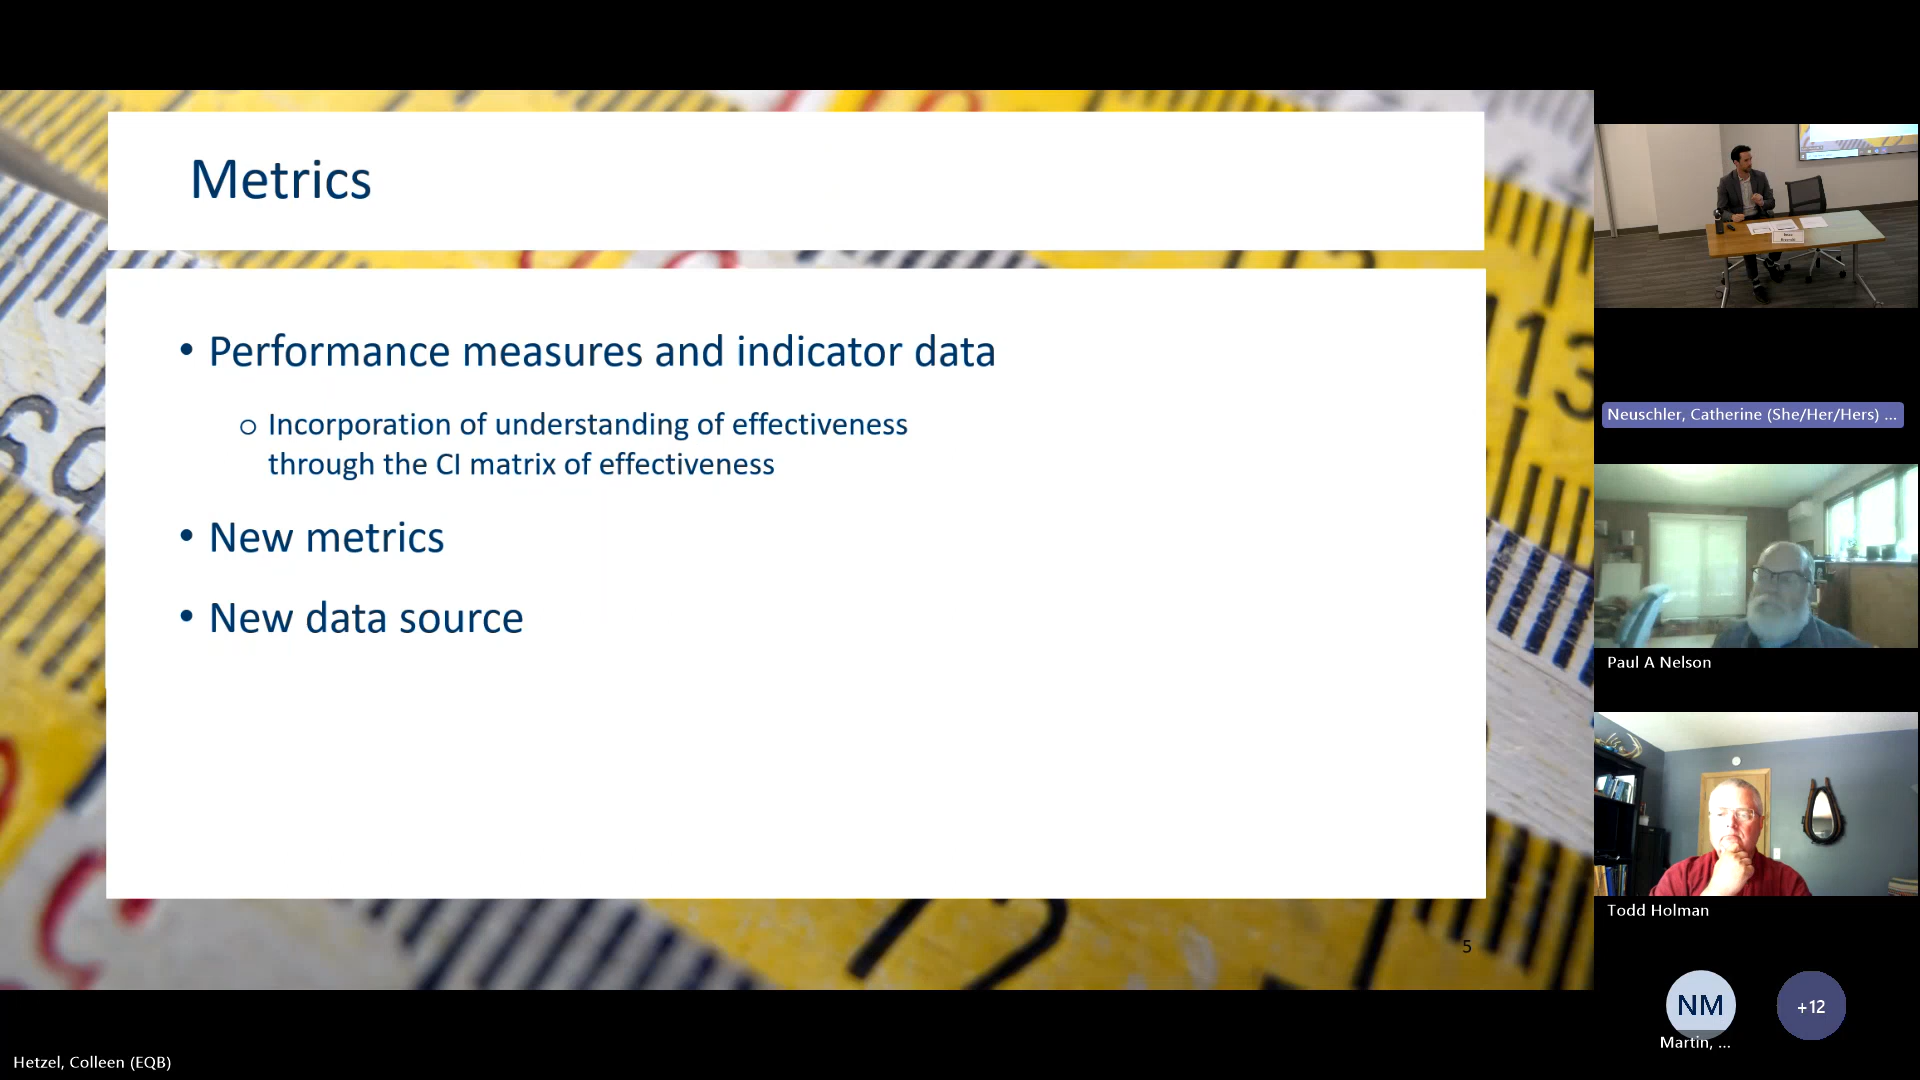 Metrics
• Performance measures and indicator data
o Incorporation of understanding of effectiveness
through the CI matrix of effectiveness
• New metrics
• New data source
5
Neuschler, Catherine (She/Her/Hers) ...
Paul A Nelson
Todd Holman
NM
+12
Martin, ...
Hetzel, Colleen (EQB)